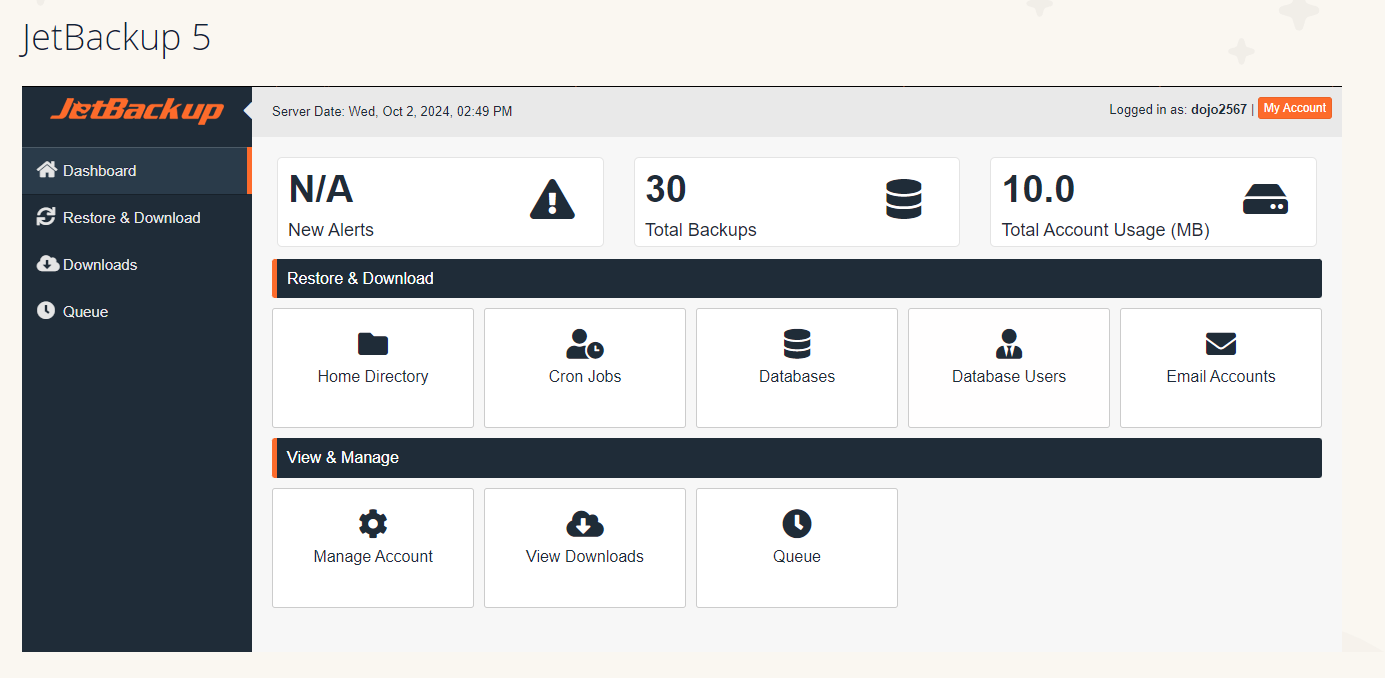 JetBackup 5
JetBackup
Server Date: Wed, Oct 2, 2024, 02:49 PM
Logged in as: dojo2567 | My Account
Dashboard
Restore & Download
Downloads
Queue
N/A
New Alerts
30
Total Backups
10.0
Total Account Usage (MB)
Restore & Download
Home Directory
Cron Jobs
Databases
Database Users
Email Accounts
View & Manage
Manage Account
View Downloads
Queue